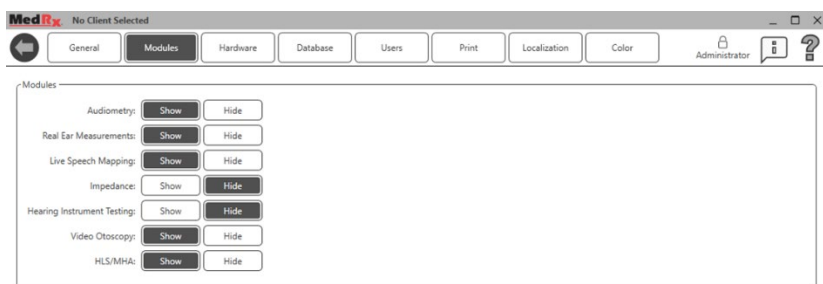 MedRx No Client Selected
General Modules Hardware Database Users Print Localization Color Administrator
Modules
Audiometry: Show Hide
Real Ear Measurements: Show Hide
Live Speech Mapping: Show Hide
Impedance: Show Hide
Hearing Instrument Testing: Show Hide
Video Otoscopy: Show Hide
HLS/MHA: Show Hide